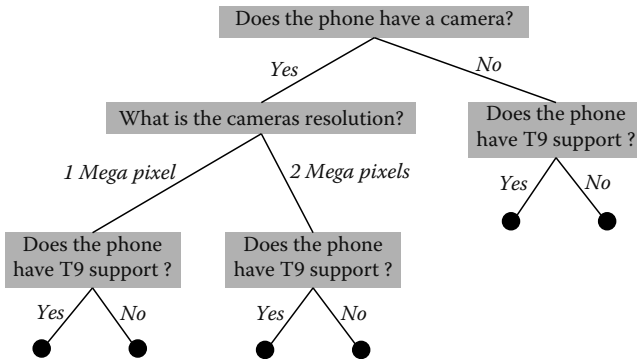 Does the phone have a camera?
Yes
No
What is the cameras resolution?
Does the phone
have T9 support ?
1 Mega pixel
2 Mega pixels
Yes
No
Does the phone
have T9 support ?
Does the phone
have T9 support ?
Yes
No
Yes
No